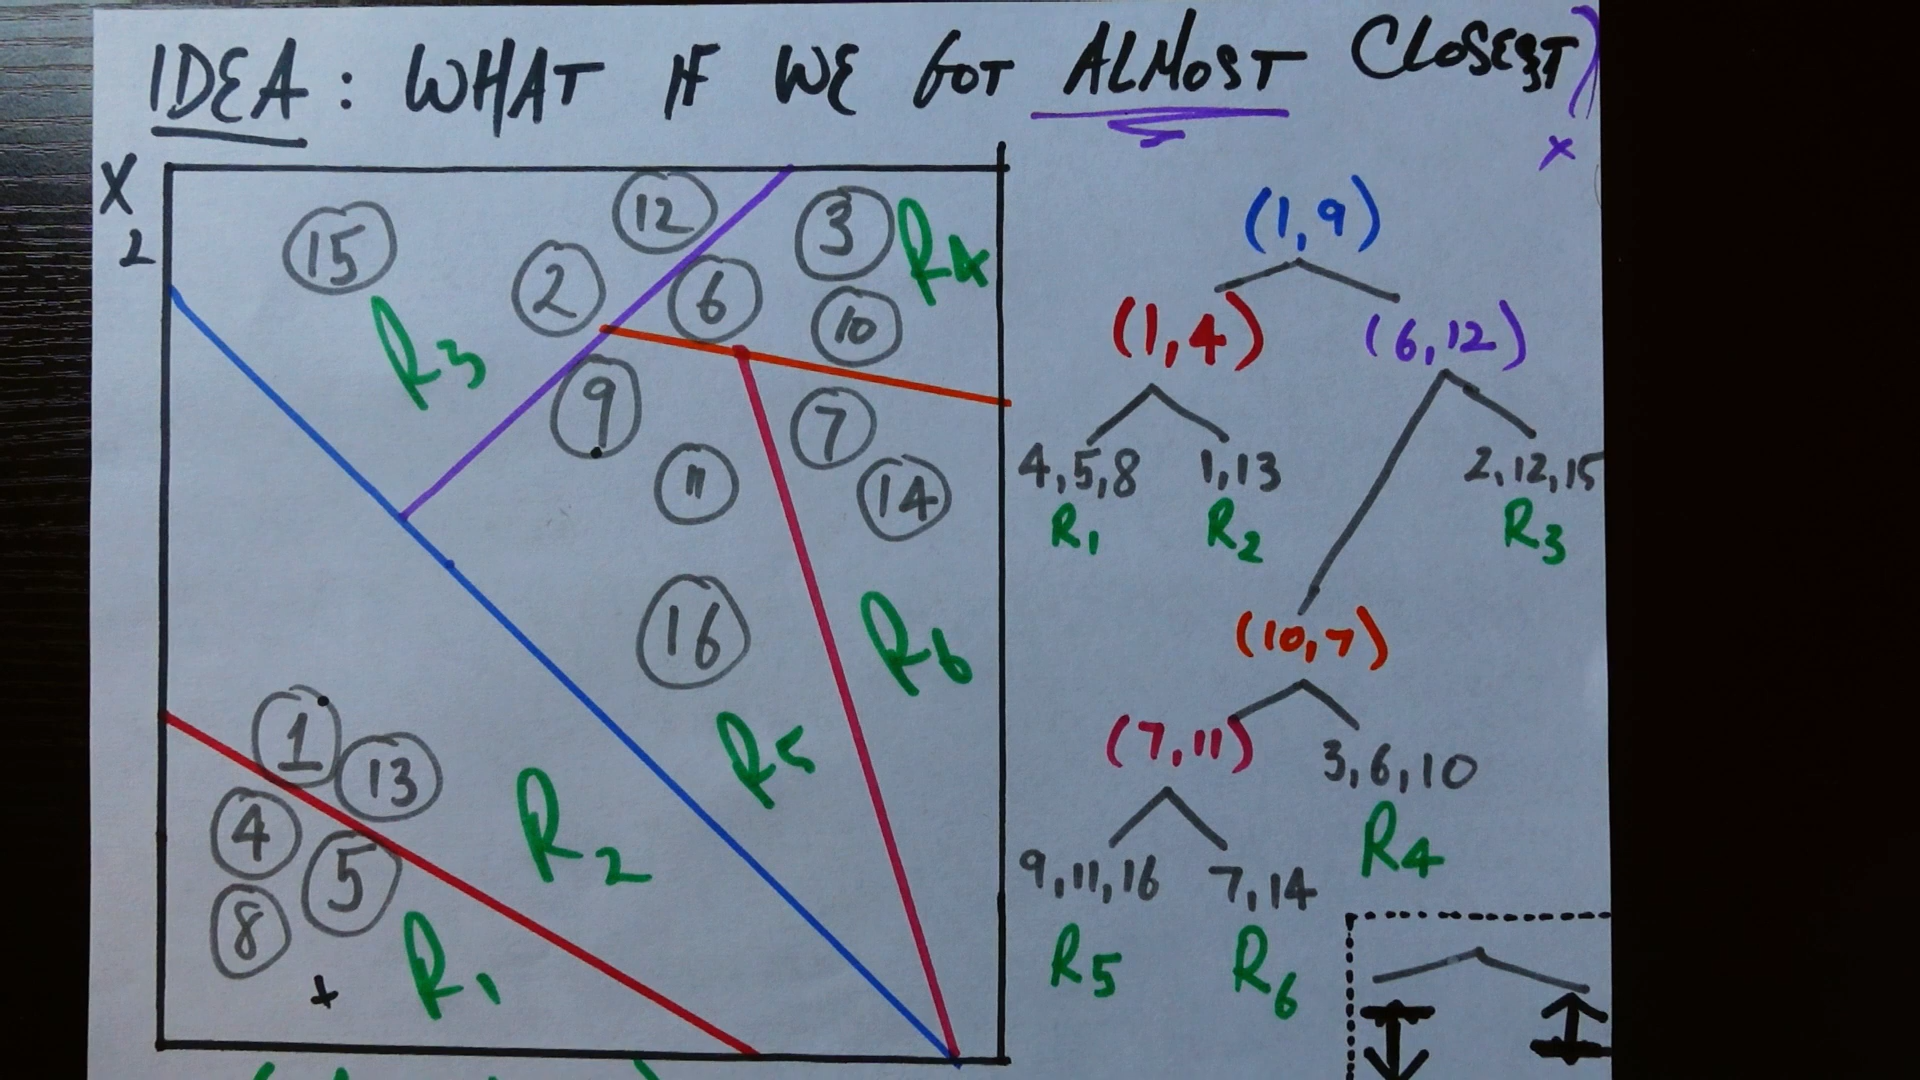 IDEA: WHAT IF WE GOT ALMOST CLOSEST)
x
X
2
15
12
3
R4
2
6
10
R3
9
7
11
14
16
R6
R5
1
13
4
5
R2
8
+ R1
(1,9)
(1,4) (6,12)
4,5,8 1,13 2,12,15
R1 R2 R3
(10,7)
(7,11) 3,6,10
R4
9,11,16 7,14
R5 R6